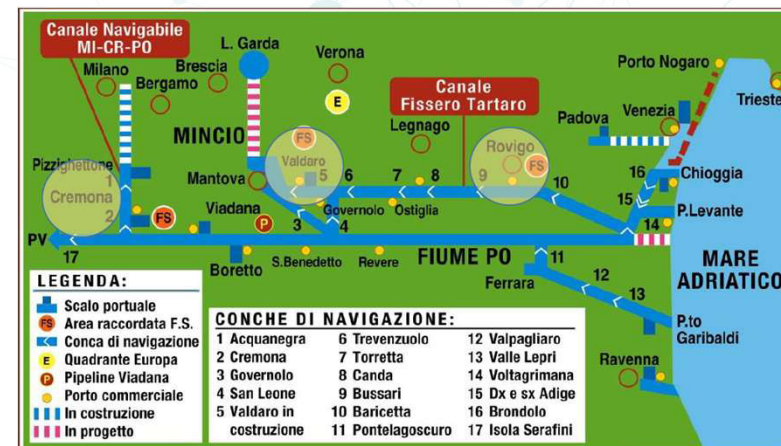 Canale Navigabile
MI-CR-PO
L. Garda
Verona
Porto Nogaro
Milano
Brescia
Bergamo
E
Canale
Fissero Tartaro
Trieste
Venezia
Padova
MINCIO
FS
Legnago
Rovigo
FS
Pizzighettone
1
Valdaro
5
6
7
8
9
16
Chioggia
Cremona
Mantova
10
15
2
FS
Viadana
P
Governolo
Ostiglia
P.Levante
3
4
14
PV
17
Boretto
S.Benedetto
Revere
FIUME PO
11
MARE
ADRIATICO
Ferrara
12
13
P.to
Garibaldi
Ravenna
LEGENDA:
Scalo portuale
FS Area raccordata F.S.
Conca di navigazione
E Quadrante Europa
P Pipeline Viadana
Porto commerciale
In costruzione
In progetto
CONCHE DI NAVIGAZIONE:
1 Acquanegra
2 Cremona
3 Governolo
4 San Leone
5 Valdaro in
costruzione
6 Trevenzuolo
7 Torretta
8 Canda
9 Bussari
10 Baricetta
11 Pontelagoscuro
12 Valpagliaro
13 Valle Lepri
14 Voltagrimana
15 Dx e sx Adige
16 Brondolo
17 Isola Serafini